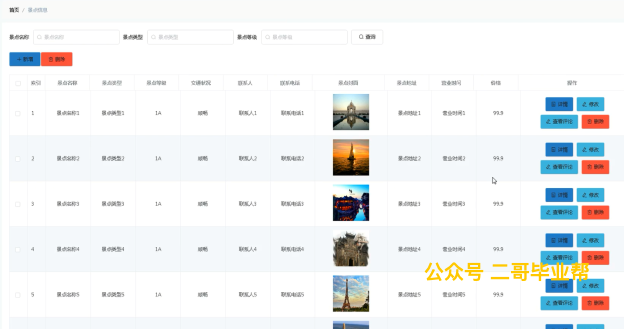 首页 / 景点信息
景点名称 景点名称 景点类型 景点类型 景点等级 景点等级 查询
新增 删除
索引 景点名称 景点类型 景点等级 交通状况 联系人 联系电话 景点封面 景点地址 营业时间 价格 操作
1 景点名称1 景点类型1 1A 顺畅 联系人1 联系电话1 景点地址1 营业时间1 99.9 详情 修改
查看评论 删除
2 景点名称2 景点类型2 1A 顺畅 联系人2 联系电话2 景点地址2 营业时间2 99.9 详情 修改
查看评论 删除
3 景点名称3 景点类型3 1A 顺畅 联系人3 联系电话3 景点地址3 营业时间3 99.9 详情 修改
查看评论 删除
4 景点名称4 景点类型4 1A 顺畅 联系人4 联系电话4 景点地址4 营业时间4 99.9 详情 修改
查看评论 删除
公众号 二哥毕业帮
5 景点名称5 景点类型5 1A 顺畅 联系人5 联系电话5 景点地址5 营业时间5 99.9 详情 修改
查看评论 删除